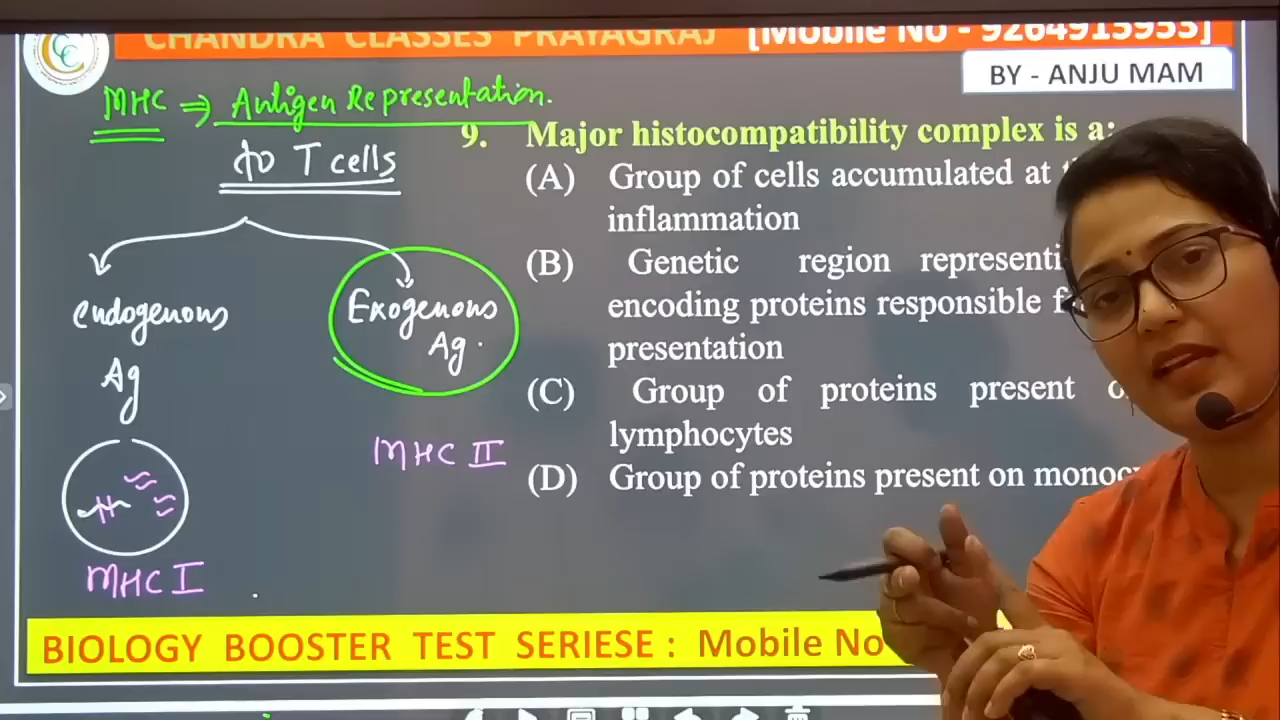 CHANDRA CLASSES PRAYAGRAJ [Mobile No - 9264915953]
BY - ANJU MAM
MHC ⇒ Antigen Representation.
to T cells
endogenous
Ag
MHC I
Exogenous
Ag.
MHC II
9. Major histocompatibility complex is a:
(A) Group of cells accumulated at
inflammation
(B) Genetic region
encoding proteins responsible
presentation
(C) Group of proteins present
lymphocytes
(D) Group of proteins present on
BIOLOGY BOOSTER TEST SERIESE : Mobile No